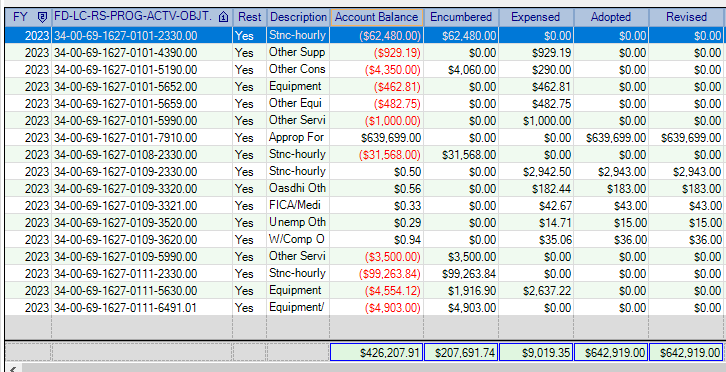 FY FD-LC-RS-PROG-ACTV-OBJT. Rest Description Account Balance Encumbered Expensed Adopted Revised
2023 34-00-69-1627-0101-2330.00 Yes Stnc-hourly ($62,480.00) $62,480.00 $0.00 $0.00 $0.00
2023 34-00-69-1627-0101-4390.00 Yes Other Supp ($929.19) $0.00 $929.19 $0.00 $0.00
2023 34-00-69-1627-0101-5190.00 Yes Other Cons ($4,350.00) $4,060.00 $290.00 $0.00 $0.00
2023 34-00-69-1627-0101-5652.00 Yes Equipment ($462.81) $0.00 $462.81 $0.00 $0.00
2023 34-00-69-1627-0101-5659.00 Yes Other Equi ($482.75) $0.00 $482.75 $0.00 $0.00
2023 34-00-69-1627-0101-5990.00 Yes Other Servi ($1,000.00) $0.00 $1,000.00 $0.00 $0.00
2023 34-00-69-1627-0101-7910.00 Yes Approp For $639,699.00 $0.00 $0.00 $639,699.00 $639,699.00
2023 34-00-69-1627-0108-2330.00 Yes Stnc-hourly ($31,568.00) $31,568.00 $0.00 $0.00 $0.00
2023 34-00-69-1627-0109-2330.00 Yes Stnc-hourly $0.50 $0.00 $2,942.50 $2,943.00 $2,943.00
2023 34-00-69-1627-0109-3320.00 Yes Oasdhi Oth $0.56 $0.00 $182.44 $183.00 $183.00
2023 34-00-69-1627-0109-3321.00 Yes FICA/Medi $0.33 $0.00 $42.67 $43.00 $43.00
2023 34-00-69-1627-0109-3520.00 Yes Unemp Oth $0.29 $0.00 $14.71 $15.00 $15.00
2023 34-00-69-1627-0109-3620.00 Yes W/Comp O $0.94 $0.00 $35.06 $36.00 $36.00
2023 34-00-69-1627-0109-5990.00 Yes Other Servi ($3,500.00) $3,500.00 $0.00 $0.00 $0.00
2023 34-00-69-1627-0111-2330.00 Yes Stnc-hourly ($99,263.84) $99,263.84 $0.00 $0.00 $0.00
2023 34-00-69-1627-0111-5630.00 Yes Equipment ($4,554.12) $1,916.90 $2,637.22 $0.00 $0.00
2023 34-00-69-1627-0111-6491.01 Yes Equipment/ ($4,903.00) $4,903.00 $0.00 $0.00 $0.00
$426,207.91 $207,691.74 $9,019.35 $642,919.00 $642,919.00